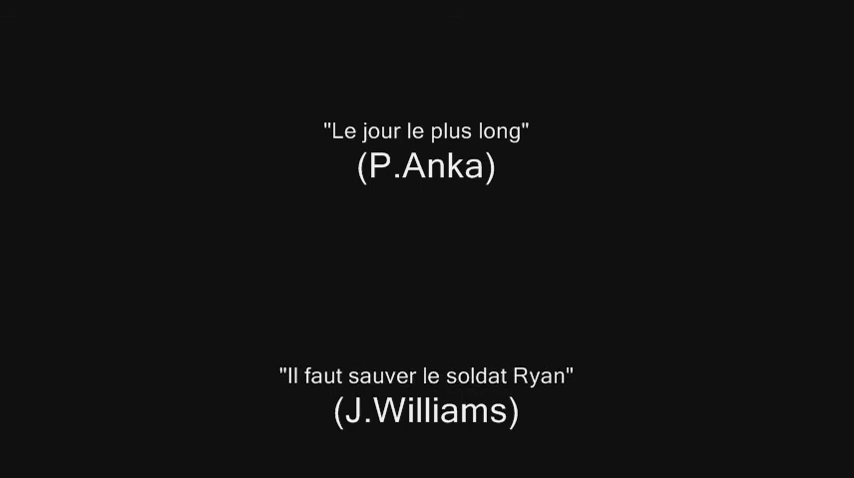 "Le jour le plus long"
(P.Anka)
"Il faut sauver le soldat Ryan"
(J.Williams)